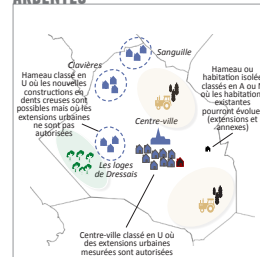 ARDENTES
Sanguille
Clavières
Hameau classé en
U où les nouvelles
constructions en
dents creuses sont
possibles mais où les
extensions urbaines
ne sont pas
autorisées
Hameau ou
habitation isolée
classés en A ou N
où les habitations
existantes
pourront évoluer
(extensions et
annexes)
Centre-ville
Les loges
de Dressais
Centre-ville classé en U où
des extensions urbaines
mesurées sont autorisées